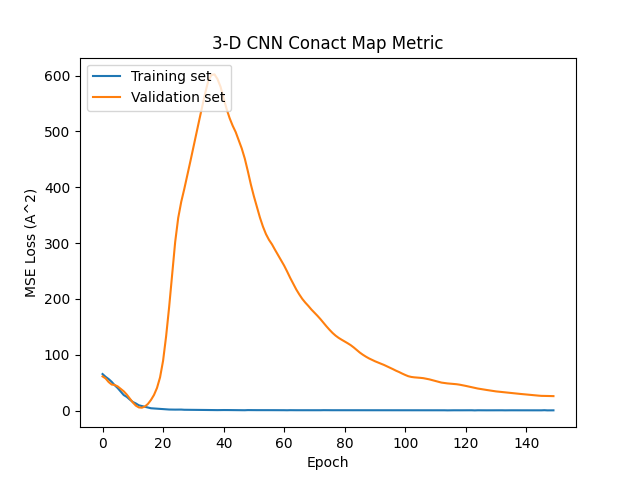 3-D CNN Conact Map Metric
Training set
Validation set
600
500
400
300
200
100
0
MSE Loss (A^2)
0 20 40 60 80 100 120 140
Epoch